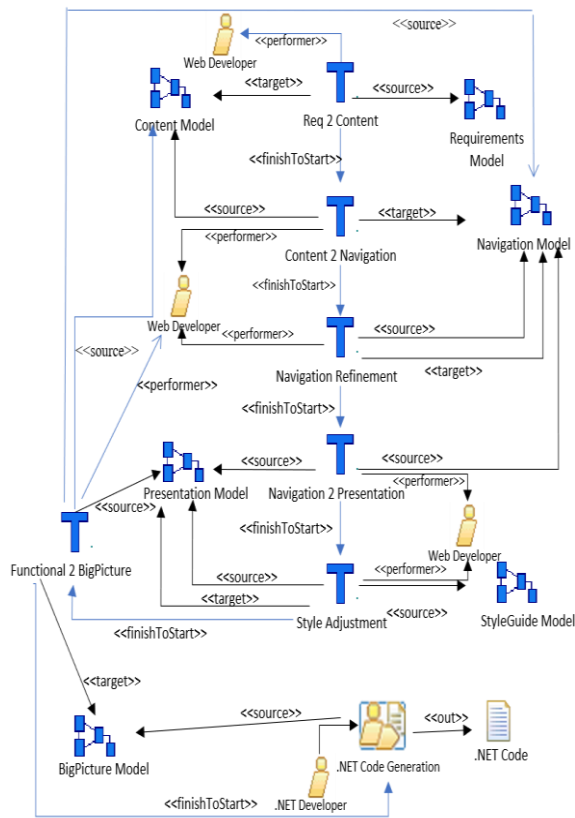 <<source>>
<<performer>>
Web Developer
<<target>>
<<source>>
Content Model
Req 2 Content
Requirements
Model
<<finishToStart>>
<<source>>
<<target>>
<<performer>>
Content 2 Navigation
Navigation Model
<<finishToStart>>
Web Developer
<<performer>>
<<source>>
<<source>>
<<target>>
Navigation Refinement
<<performer>>
<<finishToStart>>
<<source>>
<<performer>>
Presentation Model
Navigation 2 Presentation
<<source>>
<<finishToStart>>
Web Developer
Functional 2 BigPicture
<<source>>
<<performer>>
<<target>>
<<source>>
Style Adjustment
StyleGuide Model
<<finishToStart>>
<<target>>
<<source>>
<<out>>
BigPicture Model
.NET Code Generation
.NET Code
<<finishToStart>>
.NET Developer